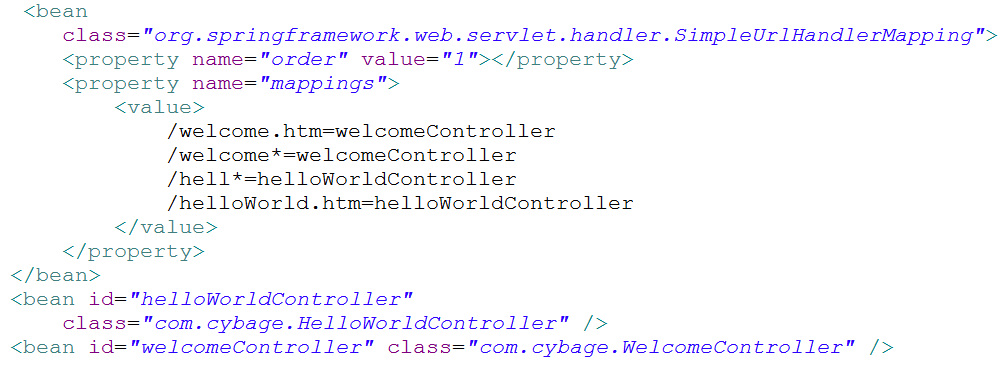 <bean
class="org.springframework.web.servlet.handler.SimpleUrlHandlerMapping">
<property name="order" value="1"></property>
<property name="mappings">
<value>
/welcome.htm=welcomeController
/welcome*=welcomeController
/hell*=helloWorldController
/helloWorld.htm=helloWorldController
</value>
</property>
</bean>
<bean id="helloWorldController"
class="com.cybage.HelloWorldController" />
<bean id="welcomeController" class="com.cybage.WelcomeController" />